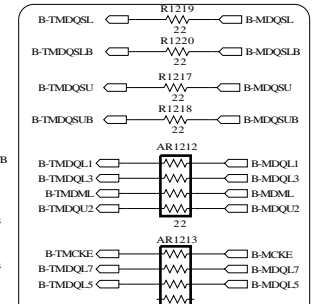 R1219
B-TMDQSL B-MDQSL
22
R1220
B-TMDQSLB B-MDQSLB
22
R1217
B-TMDQSU B-MDQSU
22
R1218
B-TMDQSUB B-MDQSUB
22
AR1212
B-TMDQL1 B-MDQL1
B-TMDQL3 B-MDQL3
B-TMDML B-MDML
B-TMDQU2 B-MDQU2
22
AR1213
B-TMCKE B-MCKE
B-TMDQL7 B-MDQL7
B-TMDQL5 B-MDQL5